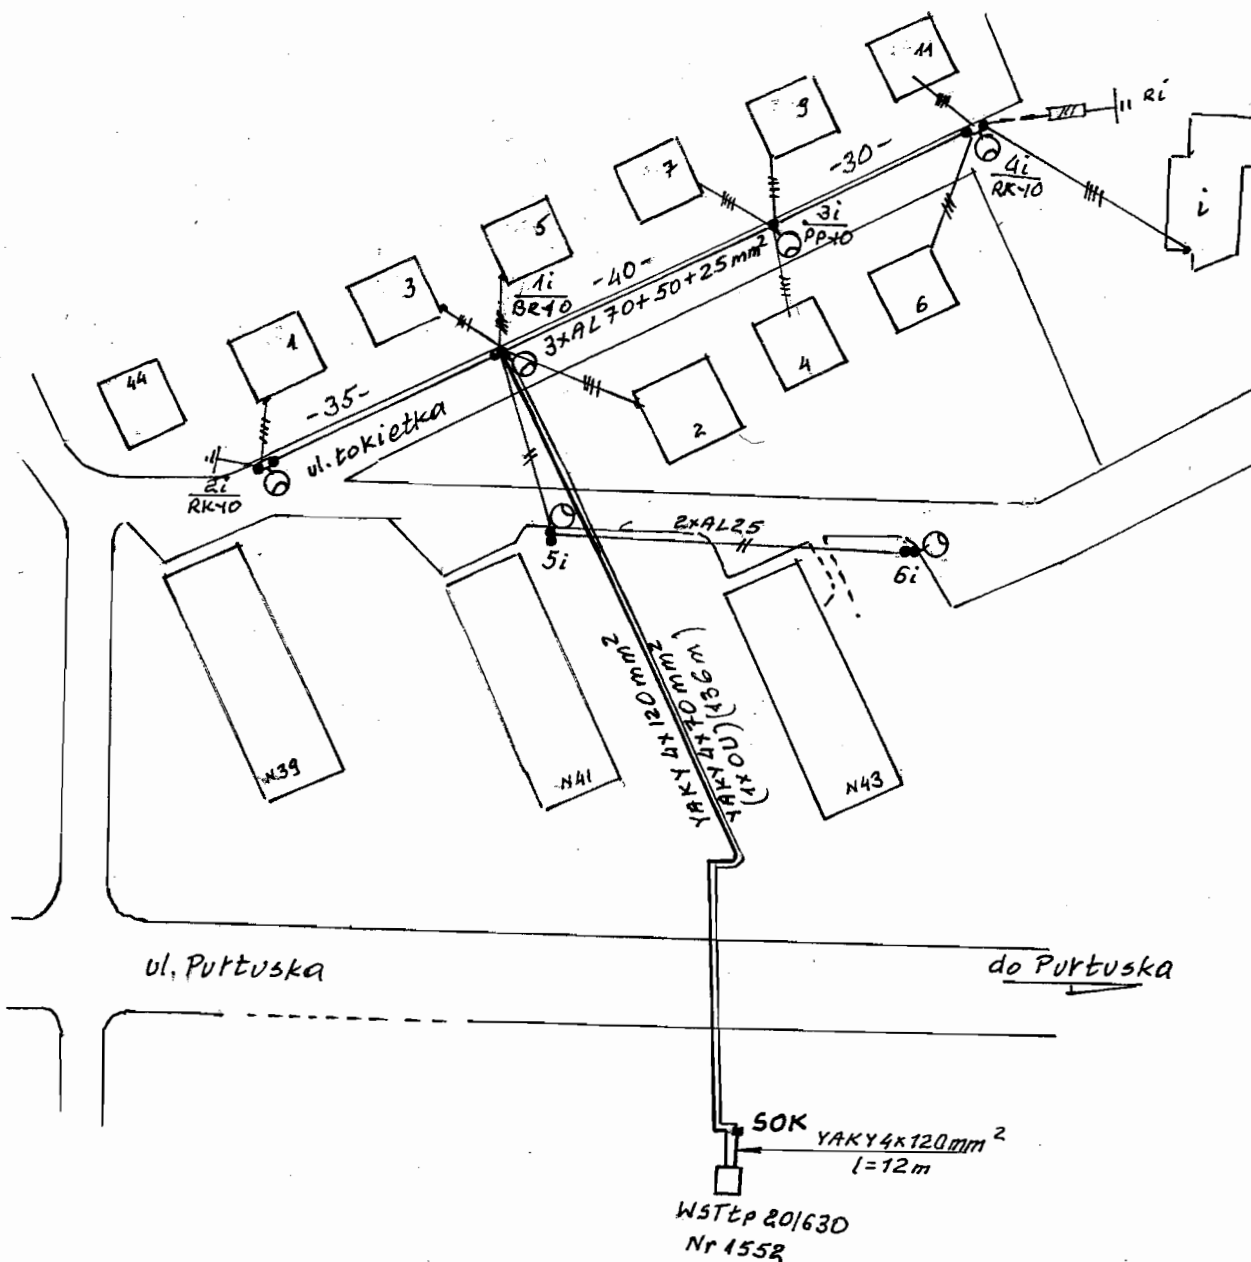 11
9
Ri
7
-30-
4i
RK-10
i
5
3i
PP-10
3
1i
BR-10
-40-
3xAL70+50+25mm²
6
1
4
44
-35-
2
ul. Łokietka
2i
RK-10
2xAL25
5i
6i
YAKY 4x120mm²
YAKY 4x70mm²
(1x0U)(436m)
N39
N41
N43
ul. Pułtuska
do Pułtuska
SOK
YAKY 4x120mm²
l=12m
WSTtp 20/630
Nr 1552